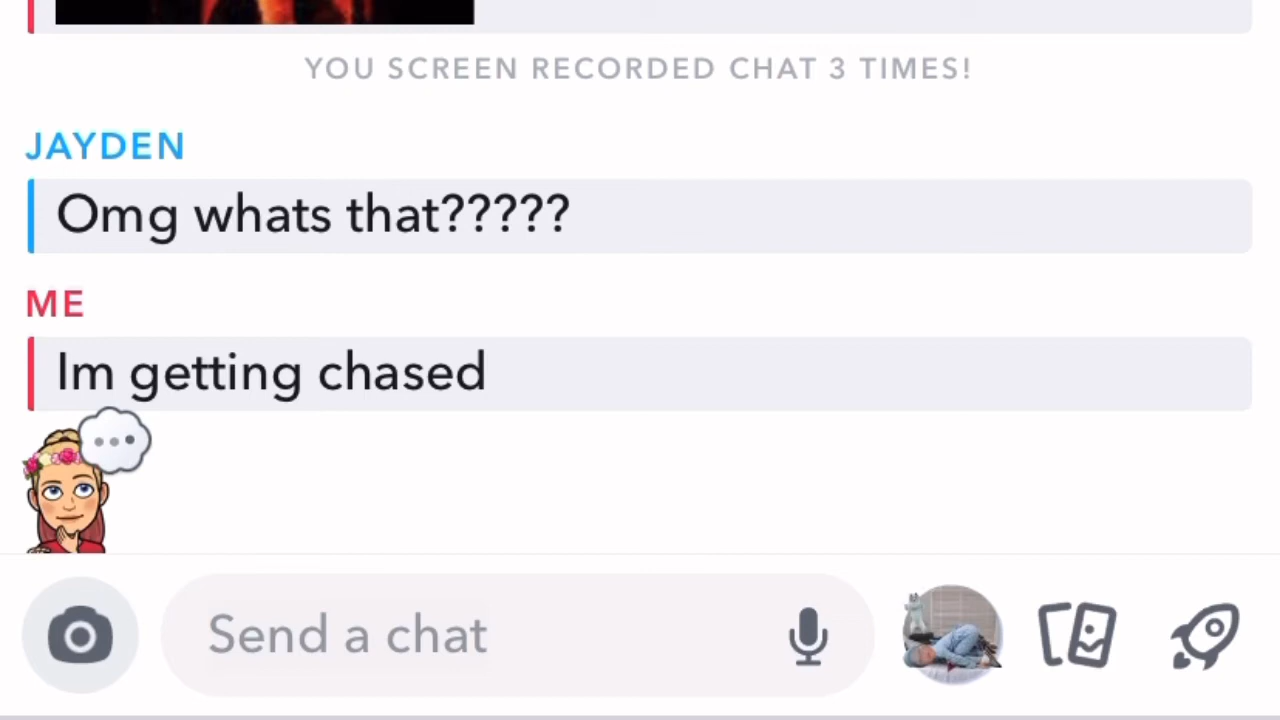 YOU SCREEN RECORDED CHAT 3 TIMES!
JAYDEN
Omg whats that?????
ME
Im getting chased
Send a chat